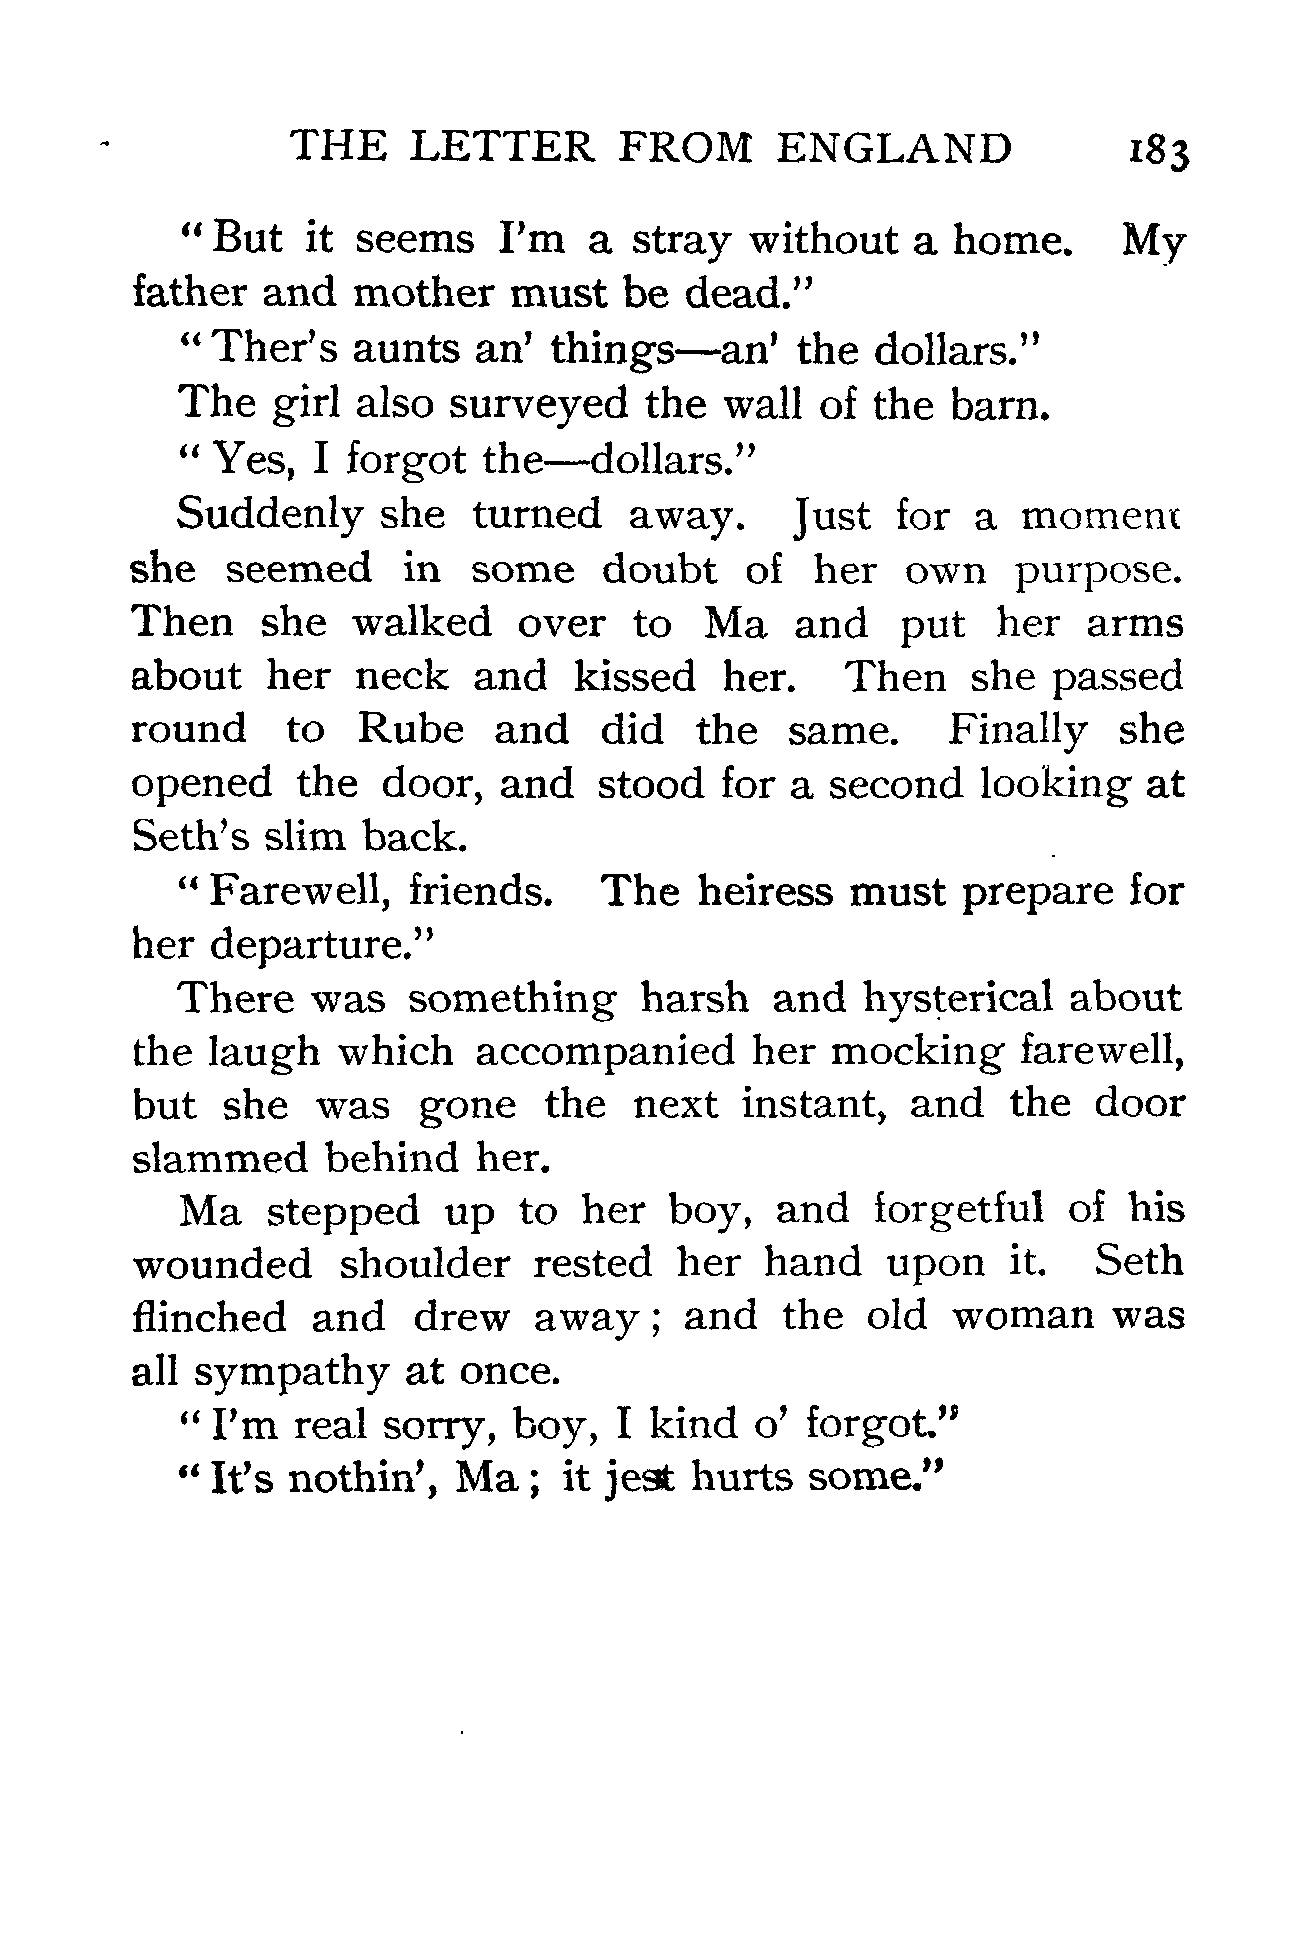 THE LETTER FROM ENGLAND 183
“ But it seems I’m a stray without a home. My
father and mother must be dead.”
“ Ther’s aunts an’ things—an’ the dollars.”
The girl also surveyed the wall of the barn.
“ Yes, I forgot the—dollars.”
Suddenly she turned away. Just for a moment
she seemed in some doubt of her own purpose.
Then she walked over to Ma and put her arms
about her neck and kissed her. Then she passed
round to Rube and did the same. Finally she
opened the door, and stood for a second looking at
Seth’s slim back.
“ Farewell, friends. The heiress must prepare for
her departure.”
There was something harsh and hysterical about
the laugh which accompanied her mocking farewell,
but she was gone the next instant, and the door
slammed behind her.
Ma stepped up to her boy, and forgetful of his
wounded shoulder rested her hand upon it. Seth
flinched and drew away ; and the old woman was
all sympathy at once.
“ I’m real sorry, boy, I kind o’ forgot.”
“ It’s nothin’, Ma ; it jest hurts some.”